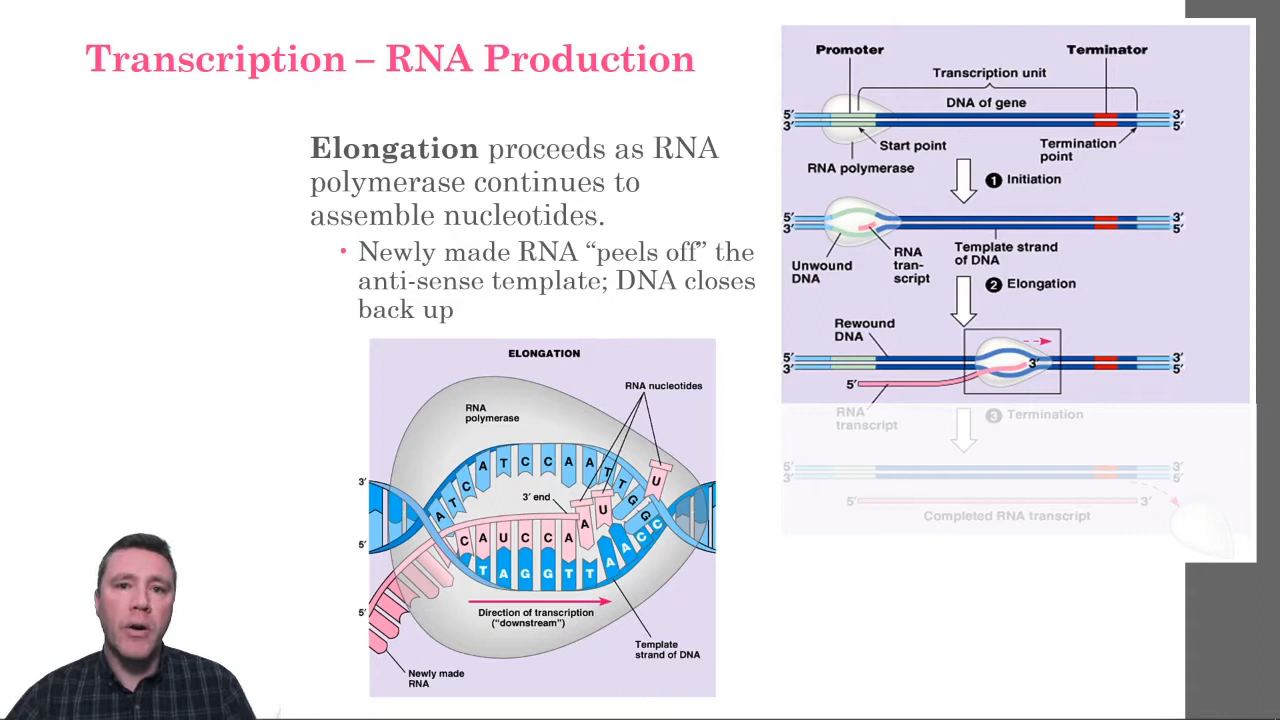 Transcription – RNA Production
Elongation proceeds as RNA
polymerase continues to
assemble nucleotides.
• Newly made RNA “peels off” the
anti-sense template; DNA closes
back up
ELONGATION
RNA nucleotides
RNA
polymerase
3′
3′ end
5′
5′
A T C A T C C A A T T G G
U
C A U C C A A U
T A G G T T A A C C
Direction of transcription
(“downstream”)
Template
strand of DNA
Newly made
RNA
Promoter
Terminator
Transcription unit
DNA of gene
5′ 3′
3′ 5′
Start point
Termination
point
RNA polymerase
1 Initiation
5′ 3′
3′ 5′
Unwound
DNA
RNA
tran-
script
Template strand
of DNA
2 Elongation
Rewound
DNA
3′
5′ 3′
3′ 5′
5′
RNA
transcript
3 Termination
5′ 3′
3′ 5′
5′ 3′
Completed RNA transcript